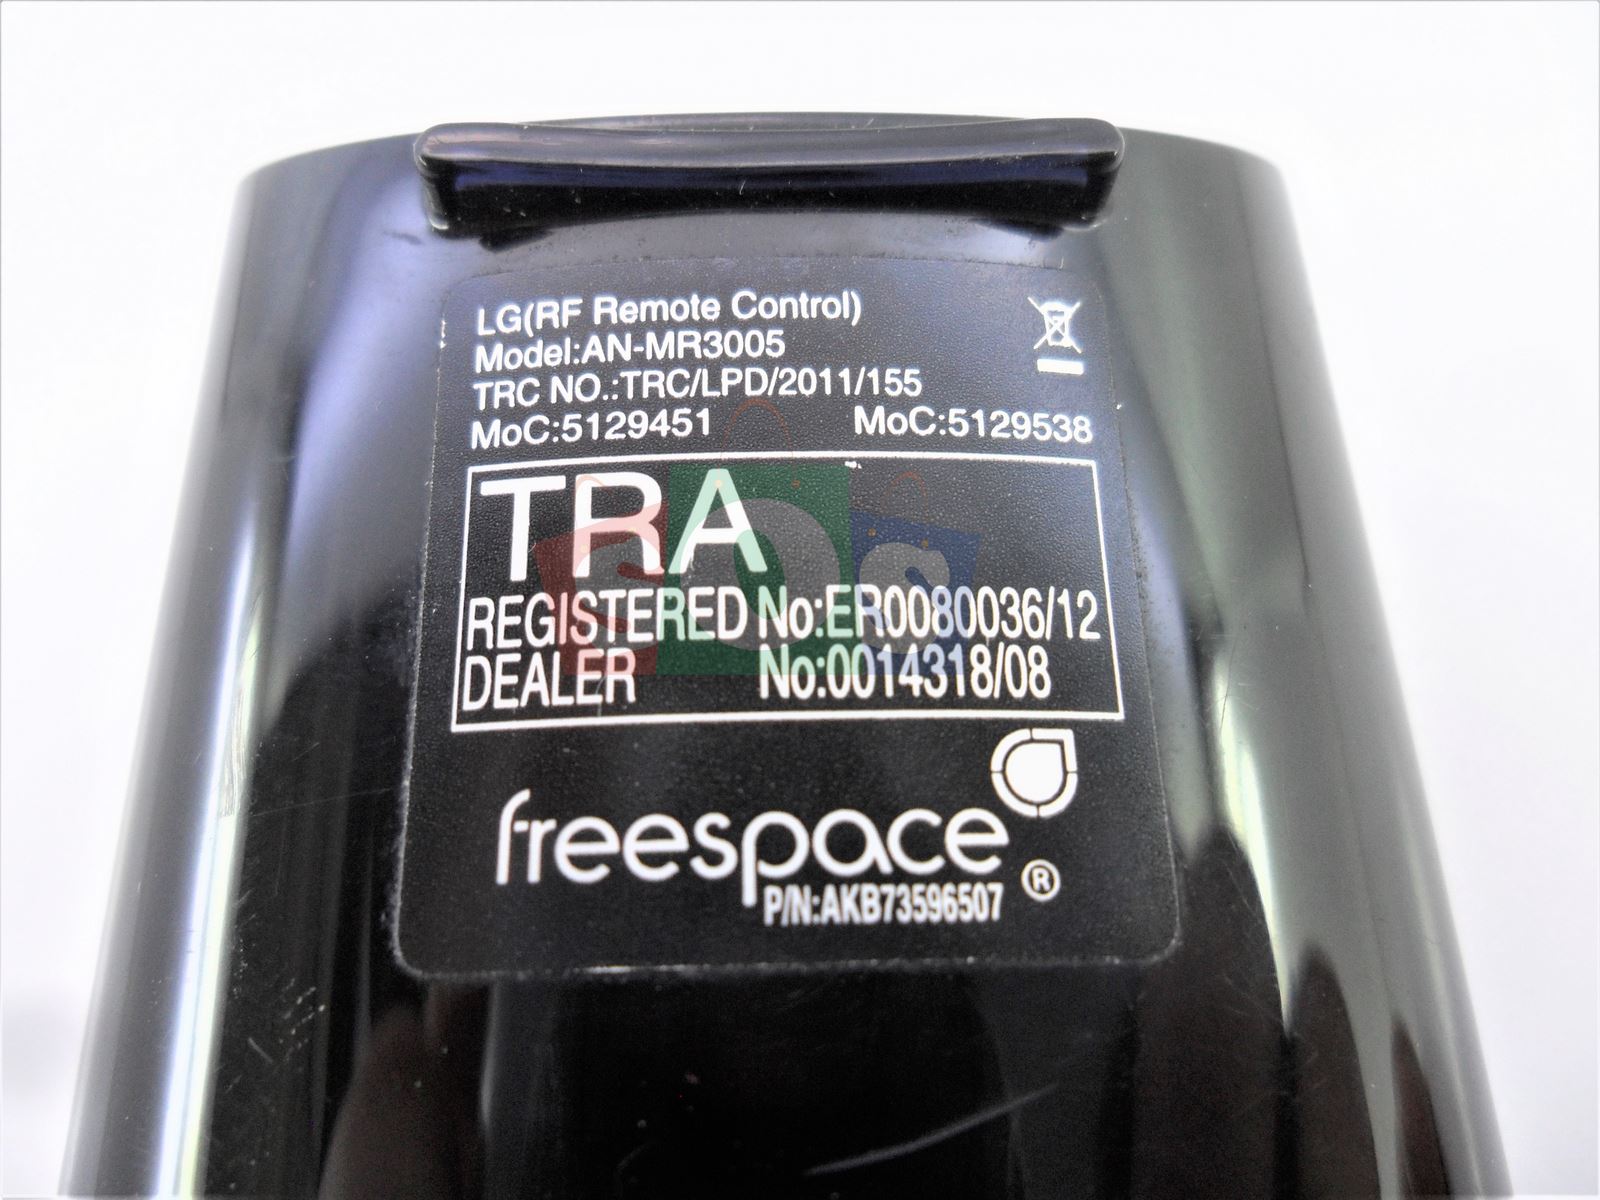 LG(RF Remote Control)
Model:AN-MR3005
TRC NO.:TRC/LPD/2011/155
MoC:5129451 MoC:5129538
TRA
REGISTERED No:ER0080036/12
DEALER No:0014318/08
freespace®
P/N:AKB73596507
SOS